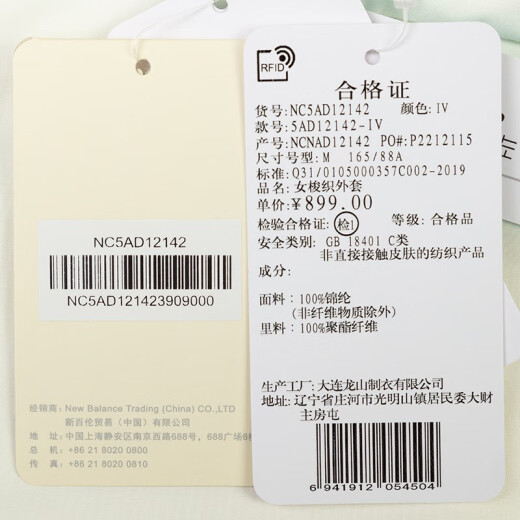 NC5AD12142
NC5AD121423909000
经销商：New Balance Trading (China) CO.,LTD
新百伦贸易（中国）有限公司
地 址：中国上海静安区南京西路688号，688广场6楼
总 机：+86 21 8020 0800
传 真：+86 21 8020 0810
RFID
合格证
货号:NC5AD12142 颜色:IV
款号:5AD12142-IV
产号:NCNAD12142 PO#:P2212115
尺寸号型:M 165/88A
标准:Q31/0105000357C002-2019
品名:女梭织外套
单价:¥899.00
检验合格证:检1 等级:合格品
安全类别: GB 18401 C类
非直接接触皮肤的纺织产品
成分:
面料：100%锦纶
(非纤维物质除外)
里料：100%聚酯纤维
生产工厂:大连龙山制衣有限公司
地址:辽宁省庄河市光明山镇居民委大财
主房屯
6 941912 054504